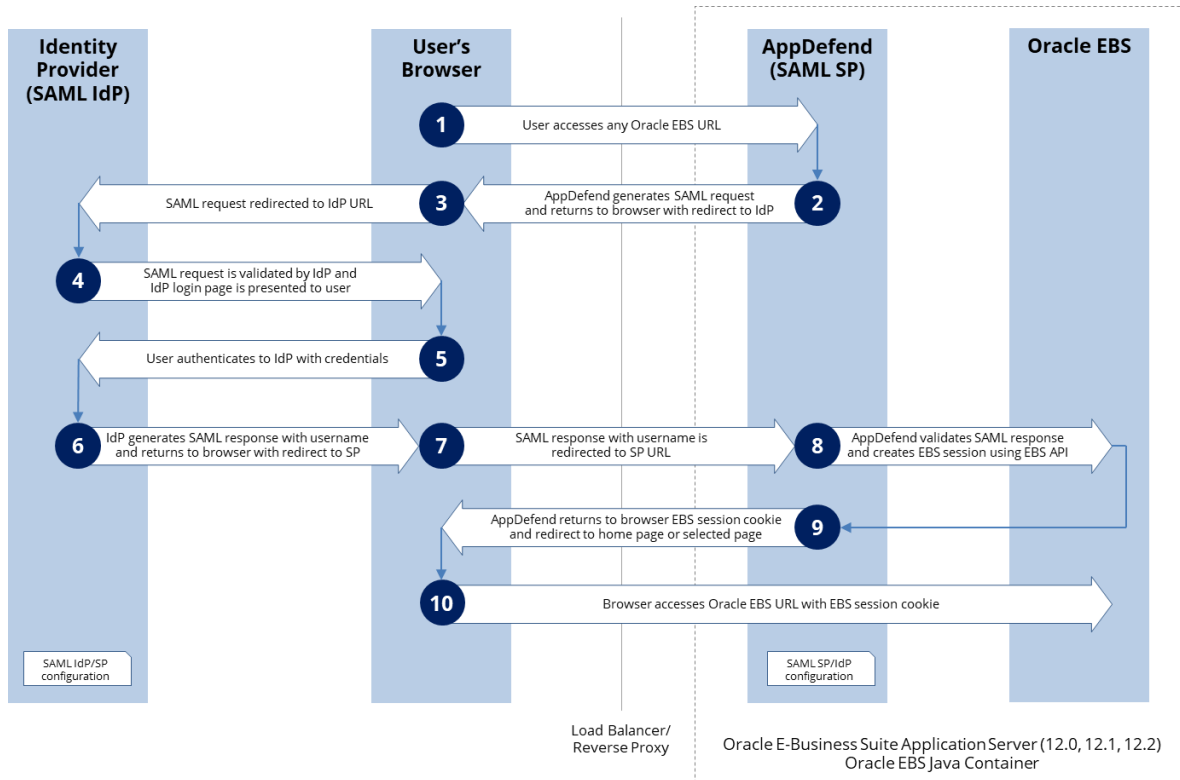 Identity
Provider
(SAML IdP)
User's
Browser
AppDefend
(SAML SP)
Oracle EBS
1
User accesses any Oracle EBS URL
SAML request redirected to IdP URL
3
AppDefend generates SAML request
and returns to browser with redirect to IdP
2
4
SAML request is validated by IdP and
IdP login page is presented to user
User authenticates to IdP with credentials
5
6
IdP generates SAML response with username
and returns to browser with redirect to SP
7
SAML response with username is
redirected to SP URL
8
AppDefend validates SAML response
and creates EBS session using EBS API
AppDefend returns to browser EBS session cookie
and redirect to home page or selected page
9
10
Browser accesses Oracle EBS URL with EBS session cookie
SAML IdP/SP
configuration
SAML SP/IdP
configuration
Load Balancer/
Reverse Proxy
Oracle E-Business Suite Application Server (12.0, 12.1, 12.2)
Oracle EBS Java Container